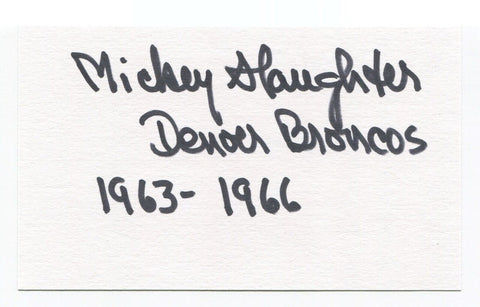 Mickey Slaughter
Denver Broncos
1963- 1966